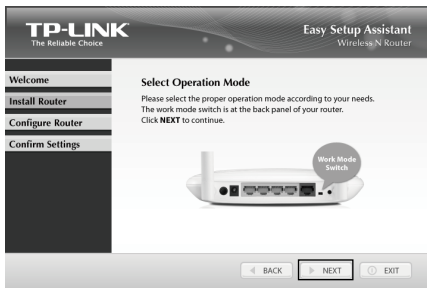 TP-LINK
The Reliable Choice
Easy Setup Assistant
Wireless N Router
Welcome
Install Router
Configure Router
Confirm Settings
Select Operation Mode
Please select the proper operation mode according to your needs.
The work mode switch is at the back panel of your router.
Click NEXT to continue.
Work Mode
Switch
BACK
NEXT
EXIT